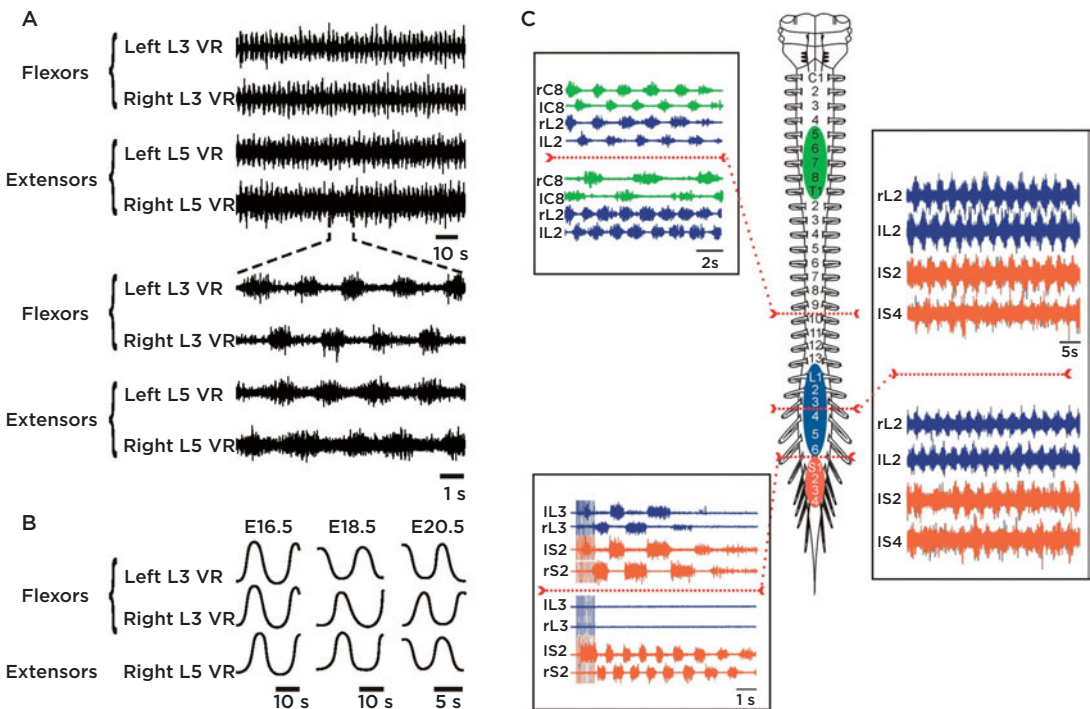 A
Flexors
Left L3 VR
Right L3 VR
Extensors
Left L5 VR
Right L5 VR
10 s
Flexors
Left L3 VR
Right L3 VR
Extensors
Left L5 VR
Right L5 VR
1 s
B
E16.5 E18.5 E20.5
Flexors
Left L3 VR
Right L3 VR
Extensors Right L5 VR
10 s 10 s 5 s
C
rC8
lC8
rL2
lL2
rC8
lC8
rL2
lL2
2s
C1
2
3
4
5
6
7
8
T1
2
3
4
5
6
7
8
9
10
11
12
13
L1
2
3
4
5
6
S1
2
3
4
rL2
lL2
lS2
lS4
5s
rL2
lL2
lS2
lS4
lL3
rL3
lS2
rS2
lL3
rL3
lS2
rS2
1 s